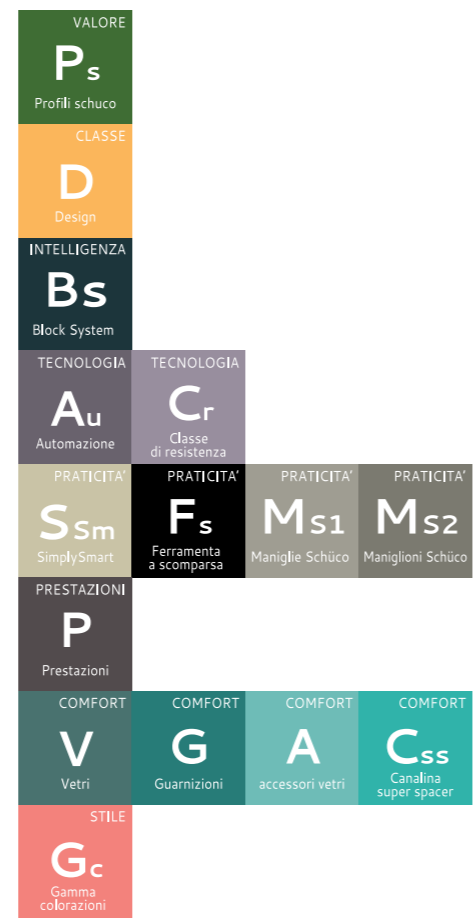 VALORE
Ps
Profili schuco
CLASSE
D
Design
INTELLIGENZA
Bs
Block System
TECNOLOGIA
Au
Automazione
TECNOLOGIA
Cr
Classe
di resistenza
PRATICITA'
SSm
SimplySmart
PRATICITA'
Fs
Ferramenta
a scomparsa
PRATICITA'
MS1
Maniglie Schüco
PRATICITA'
MS2
Maniglioni Schüco
PRESTAZIONI
P
Prestazioni
COMFORT
V
Vetri
COMFORT
G
Guarnizioni
COMFORT
A
accessori vetri
COMFORT
Css
Canalina
super spacer
STILE
Gc
Gamma
colorazioni